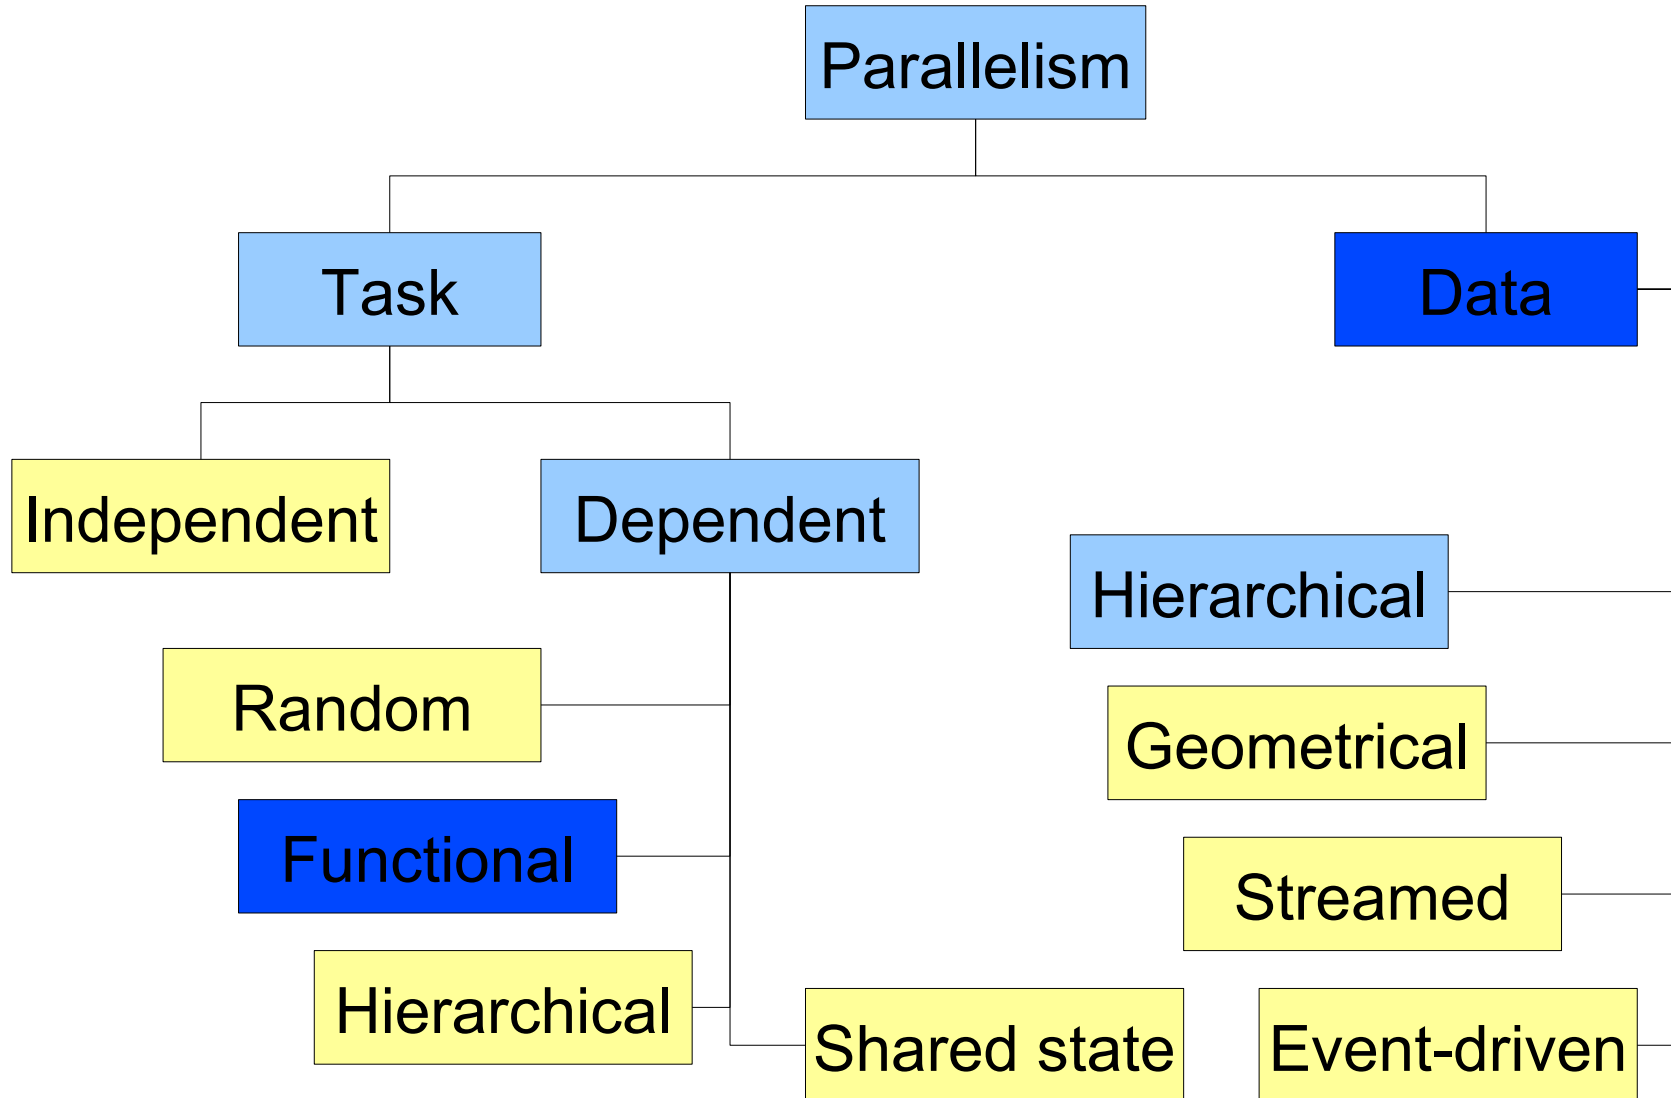 Parallelism
Task
Data
Independent
Dependent
Hierarchical
Random
Geometrical
Functional
Streamed
Hierarchical
Shared state
Event-driven